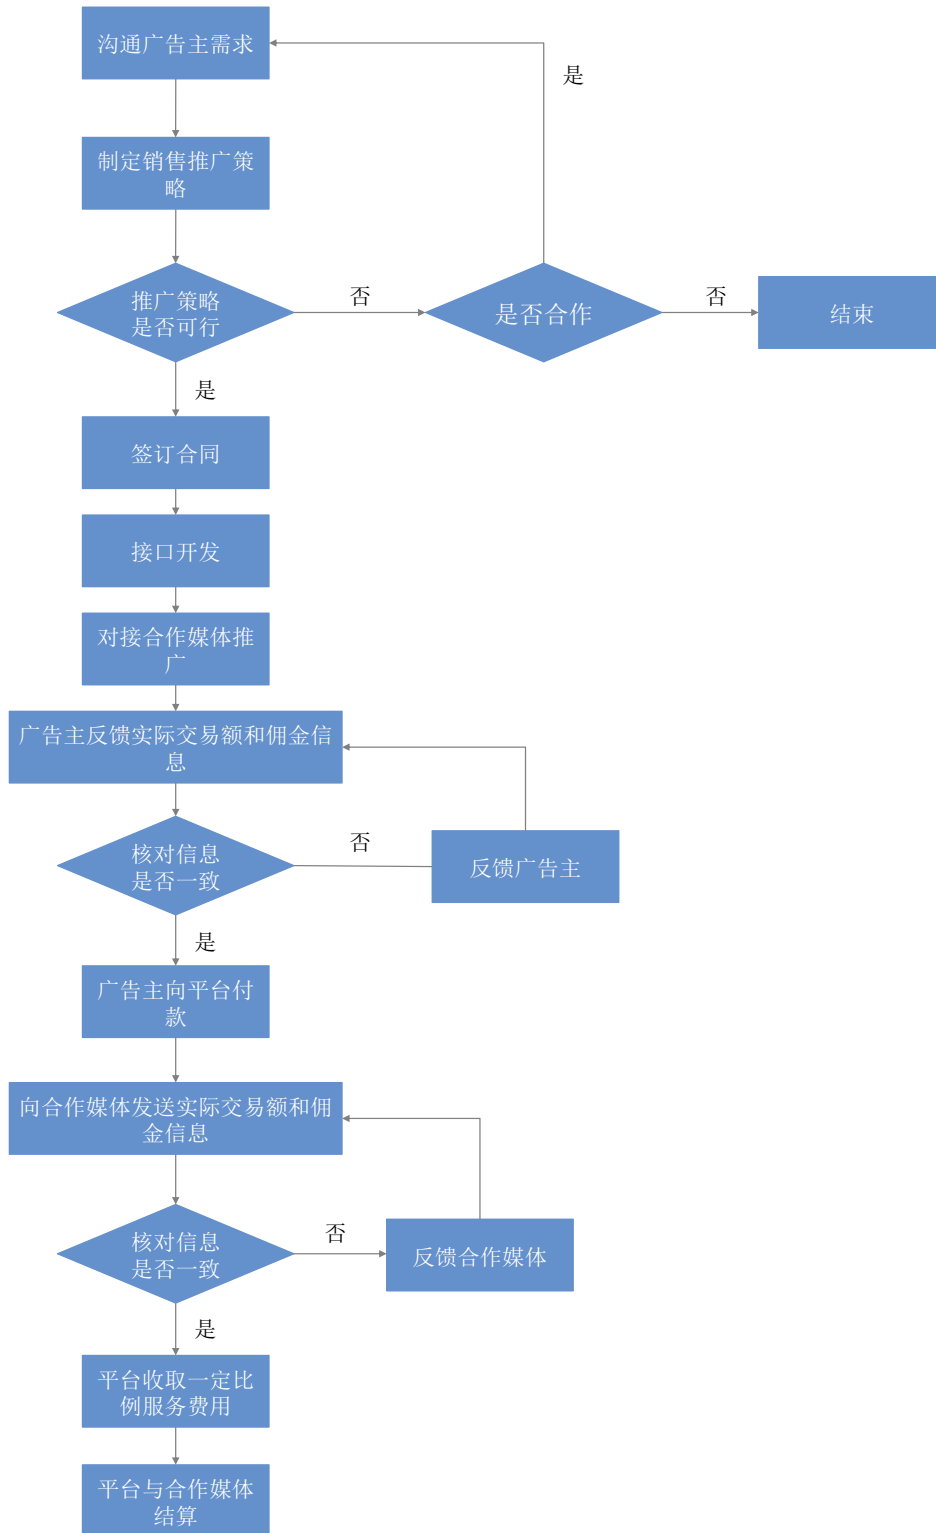 沟通广告主需求
是
制定销售推广策
略
推广策略
是否可行
否
是否合作
否
结束
是
签订合同
接口开发
对接合作媒体推
广
广告主反馈实际交易额和佣金信
息
核对信息
是否一致
否
反馈广告主
是
广告主向平台付
款
向合作媒体发送实际交易额和佣
金信息
核对信息
是否一致
否
反馈合作媒体
是
平台收取一定比
例服务费用
平台与合作媒体
结算